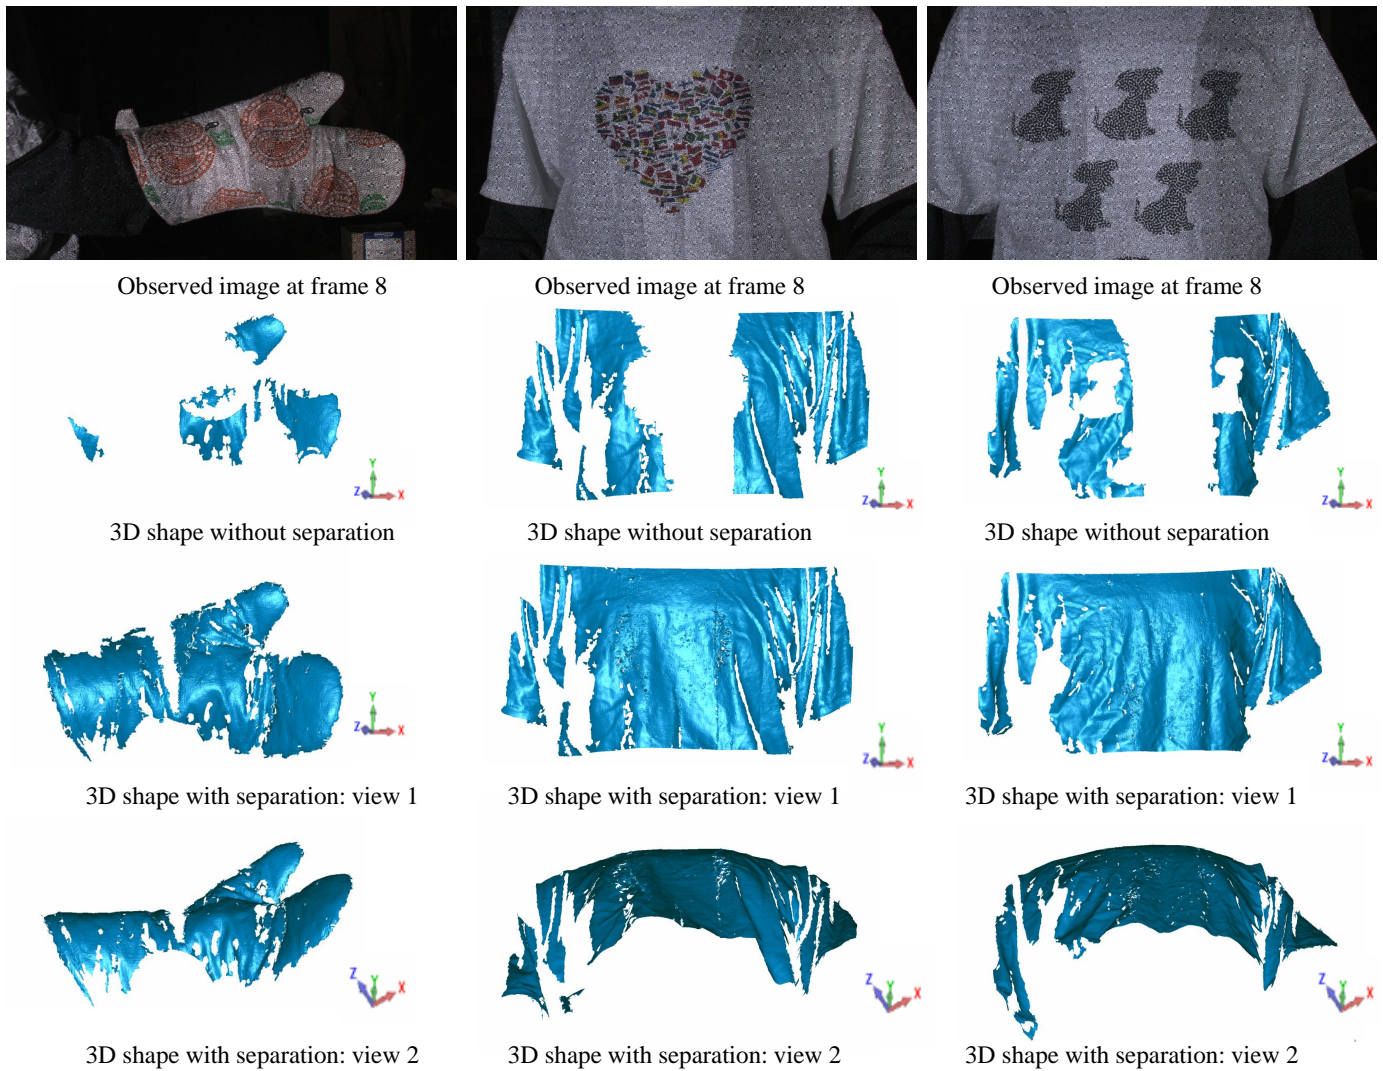 Observed image at frame 8
Observed image at frame 8
Observed image at frame 8
Y
Z
X
Y
Z
X
Y
Z
X
3D shape without separation
3D shape without separation
3D shape without separation
Y
Z
X
Y
Z
X
Y
Z
X
3D shape with separation: view 1
3D shape with separation: view 1
3D shape with separation: view 1
Z
Y
X
Z
Y
X
Z
Y
X
3D shape with separation: view 2
3D shape with separation: view 2
3D shape with separation: view 2